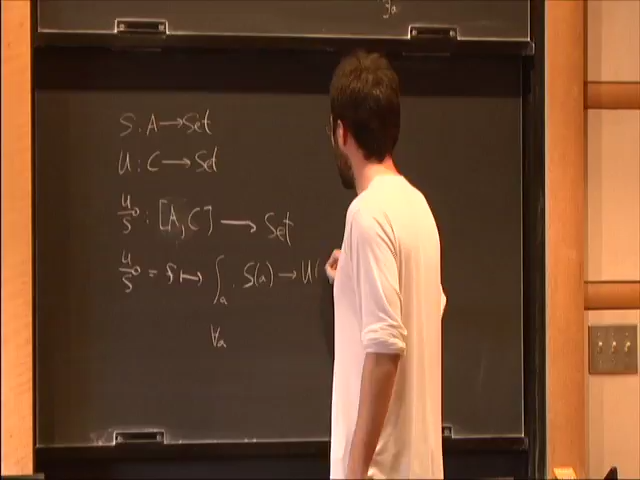 S : A → Set
U : C → Set
U/S : [A, C] → Set
U/S = f ↦ ∫ₐ S(a) → U(
∀ₐ